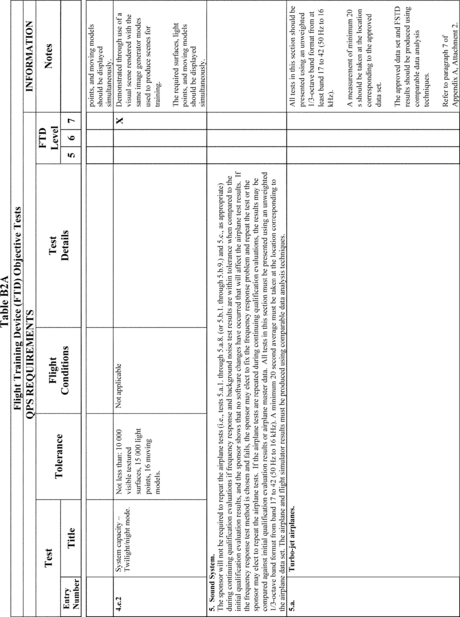 Table B2A
Flight Training Device (FTD) Objective Tests
QPS REQUIREMENTS
INFORMATION
Test
Tolerance
Flight
Conditions
Test
Details
FTD
Level
Notes
Entry
Number
Title
5 6 7
points, and moving models
should be displayed
simultaneously.
4.e.2
System capacity –
Twilight/night mode.
Not less than: 10 000
visible textured
surfaces, 15 000 light
points, 16 moving
models.
Not applicable
X
Demonstrated through use of a
visual scene rendered with the
same image generator modes
used to produce scenes for
training.
The required surfaces, light
points, and moving models
should be displayed
simultaneously.
5. Sound System.
The sponsor will not be required to repeat the airplane tests (i.e., tests 5.a.1. through 5.a.8. (or 5.b.1. through 5.b.9.) and 5.c., as appropriate)
during continuing qualification evaluations if frequency response and background noise test results are within tolerance when compared to the
initial qualification evaluation results, and the sponsor shows that no software changes have occurred that will affect the airplane test results. If
the frequency response test method is chosen and fails, the sponsor may elect to fix the frequency response problem and repeat the test or the
sponsor may elect to repeat the airplane tests. If the airplane tests are repeated during continuing qualification evaluations, the results may be
compared against initial qualification evaluation results or airplane master data. All tests in this section must be presented using an unweighted
1/3-octave band format from band 17 to 42 (50 Hz to 16 kHz). A minimum 20 second average must be taken at the location corresponding to
the airplane data set. The airplane and flight simulator results must be produced using comparable data analysis techniques.
5.a.
Turbo-jet airplanes.
All tests in this section should be
presented using an unweighted
1/3-octave band format from at
least band 17 to 42 (50 Hz to 16
kHz).
A measurement of minimum 20
s should be taken at the location
corresponding to the approved
data set.
The approved data set and FSTD
results should be produced using
comparable data analysis
techniques.
Refer to paragraph 7 of
Appendix A, Attachment 2.